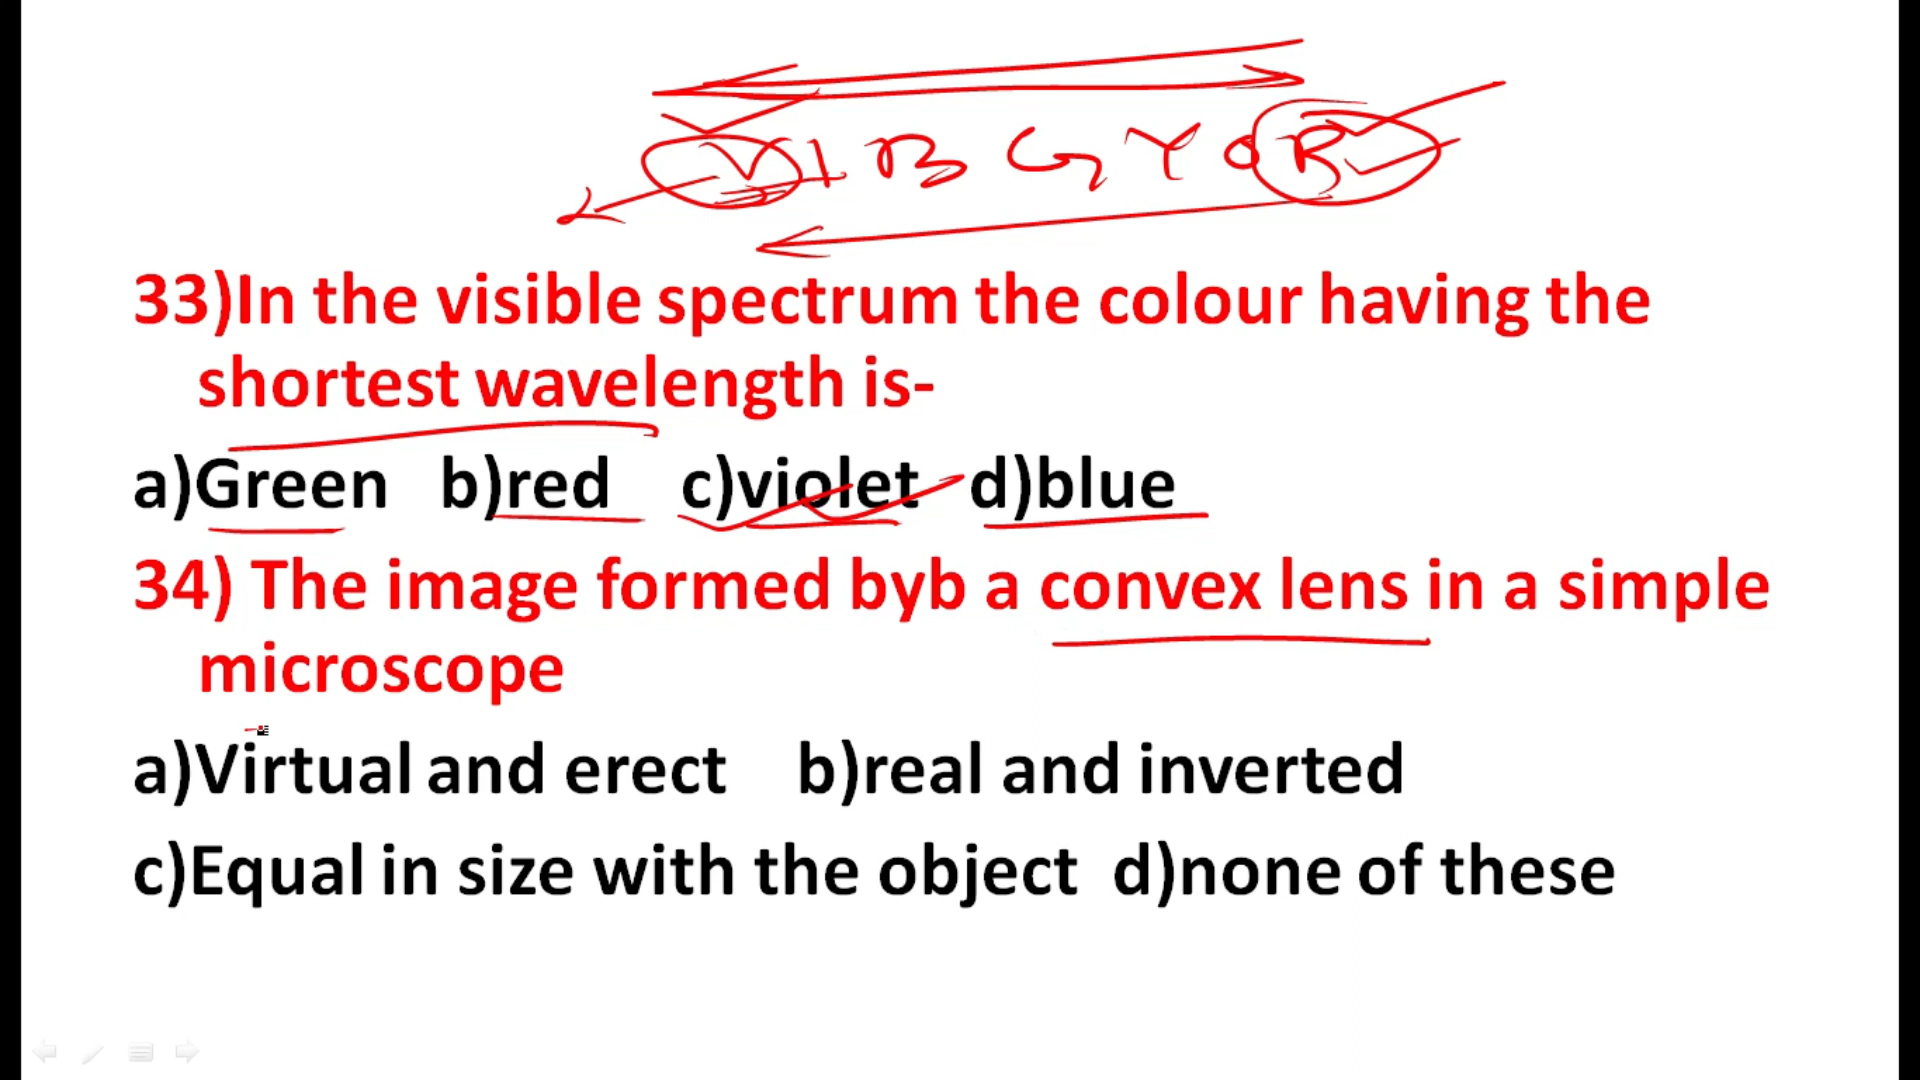 V I B G Y O R
33)In the visible spectrum the colour having the
shortest wavelength is-
a)Green b)red c)violet d)blue
34) The image formed byb a convex lens in a simple
microscope
a)Virtual and erect b)real and inverted
c)Equal in size with the object d)none of these